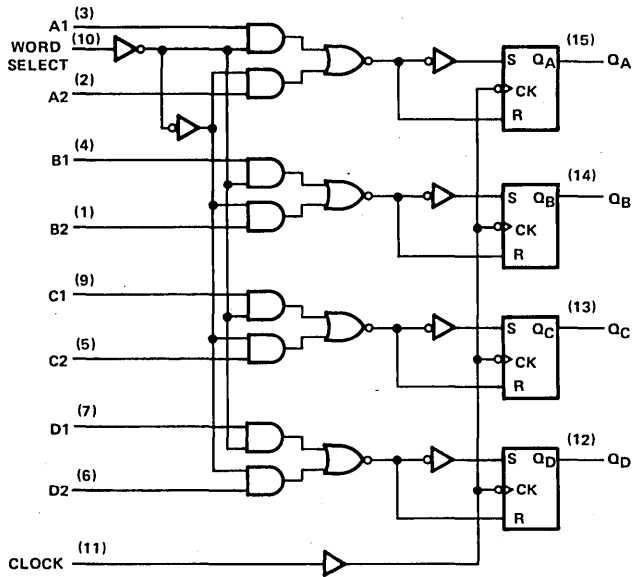 A1 (3)
WORD SELECT (10)
A2 (2)
S QA (15) QA
CK
R
B1 (4)
B2 (1)
S QB (14) QB
CK
R
C1 (9)
C2 (5)
S QC (13) QC
CK
R
D1 (7)
D2 (6)
S QD (12) QD
CK
R
CLOCK (11)